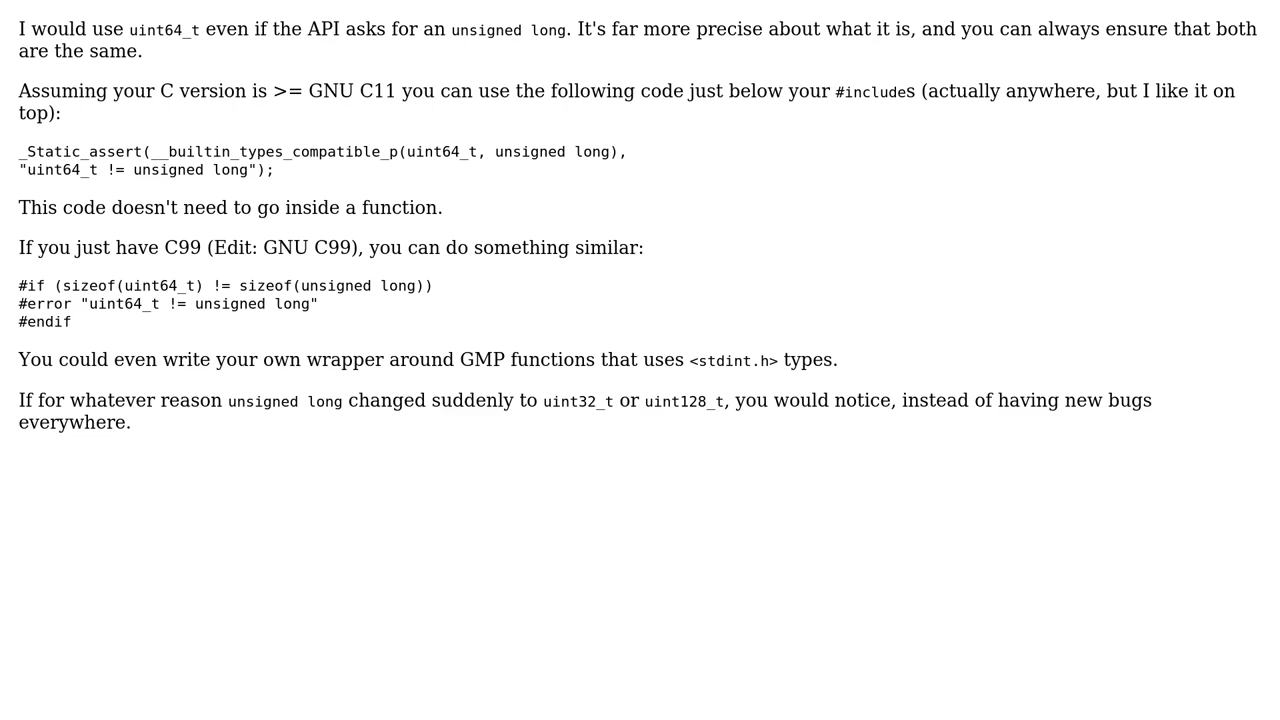 I would use uint64_t even if the API asks for an unsigned long. It's far more precise about what it is, and you can always ensure that both
are the same.
Assuming your C version is >= GNU C11 you can use the following code just below your #includes (actually anywhere, but I like it on
top):
_Static_assert(__builtin_types_compatible_p(uint64_t, unsigned long),
"uint64_t != unsigned long");
This code doesn't need to go inside a function.
If you just have C99 (Edit: GNU C99), you can do something similar:
#if (sizeof(uint64_t) != sizeof(unsigned long))
#error "uint64_t != unsigned long"
#endif
You could even write your own wrapper around GMP functions that uses <stdint.h> types.
If for whatever reason unsigned long changed suddenly to uint32_t or uint128_t, you would notice, instead of having new bugs
everywhere.